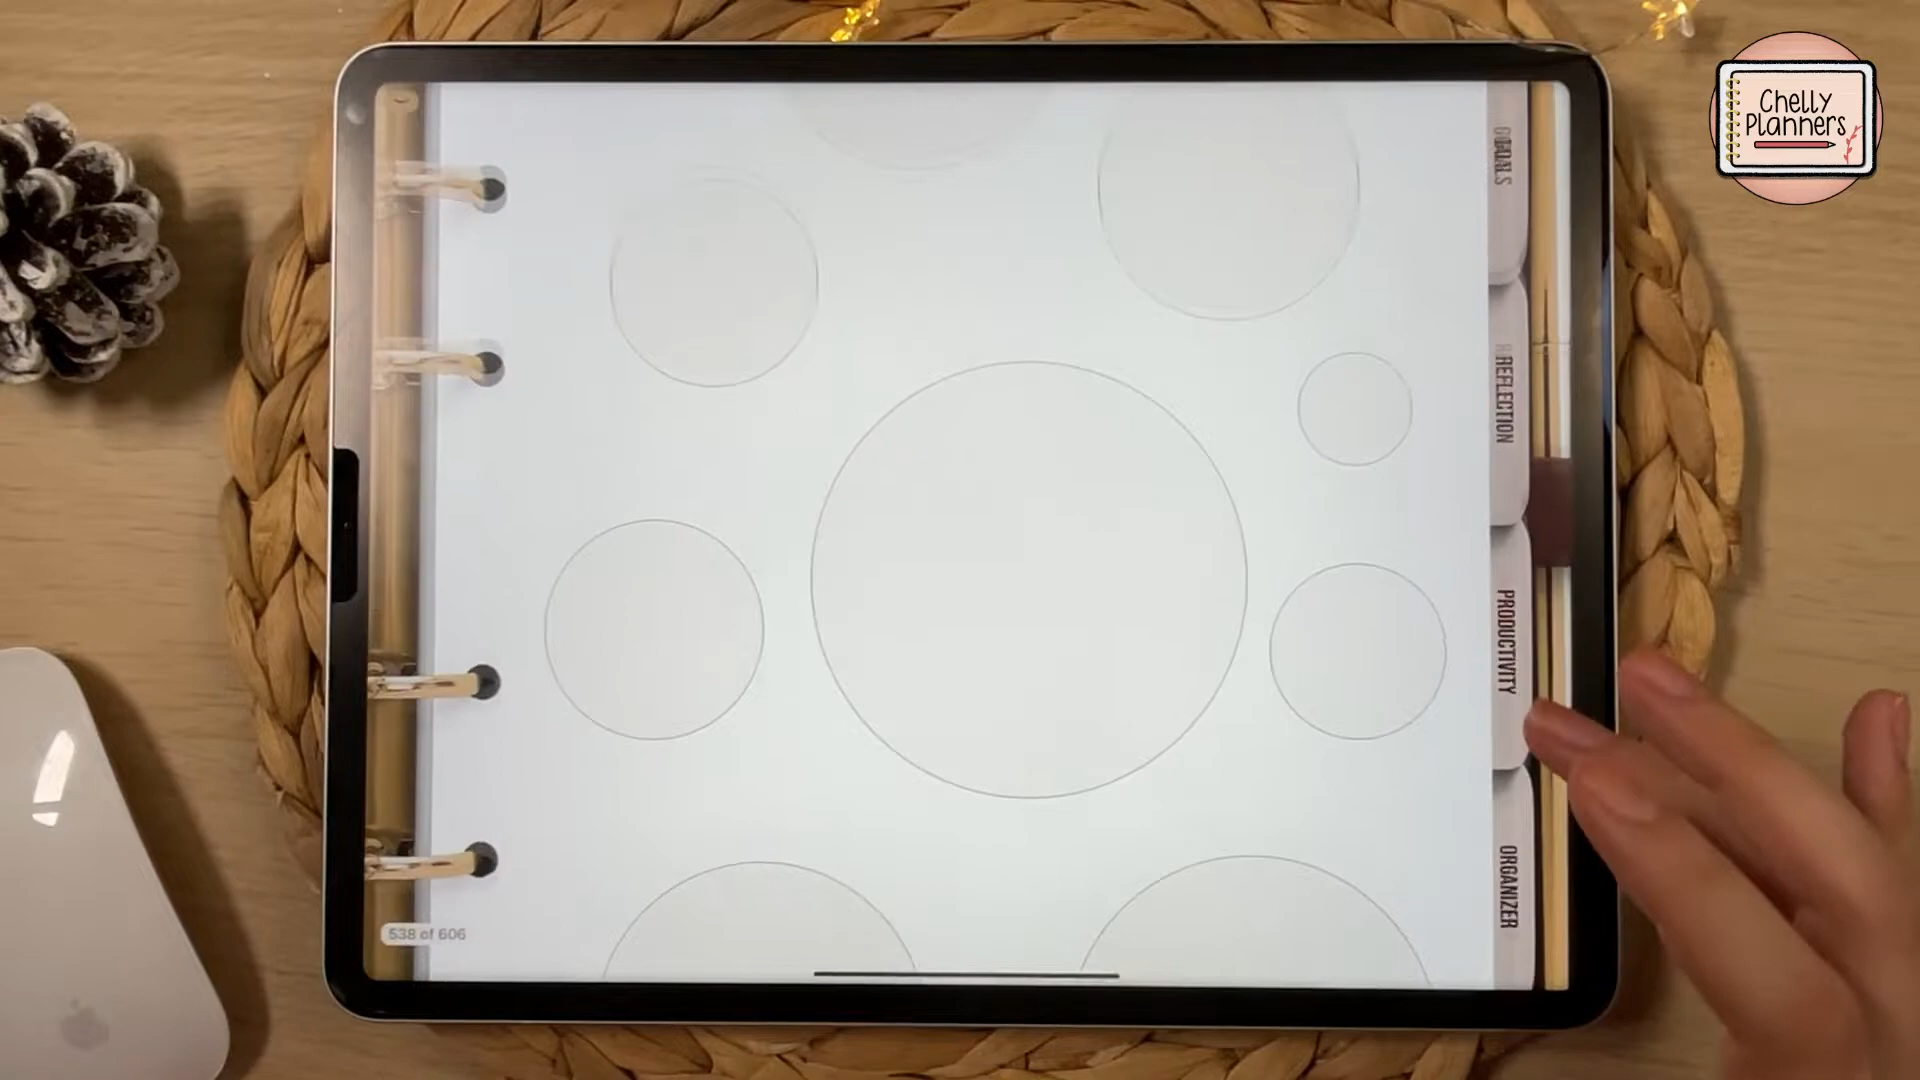 Chelly
Planners
GOALS
REFLECTION
PRODUCTIVITY
ORGANIZER
538 of 606